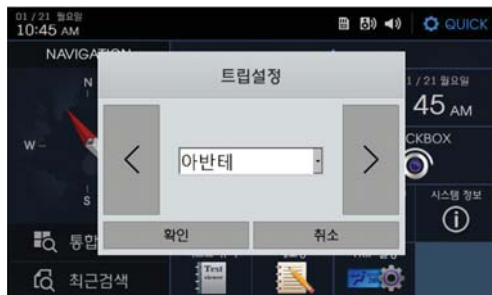 01 / 21 월요일
10:45 AM
QUICK
N
W
S
트립설정
아반테
확인
취소
/ 21 월요일
45 AM
CKBOX
시스템 정보
통합
최근검색
Text
viewer